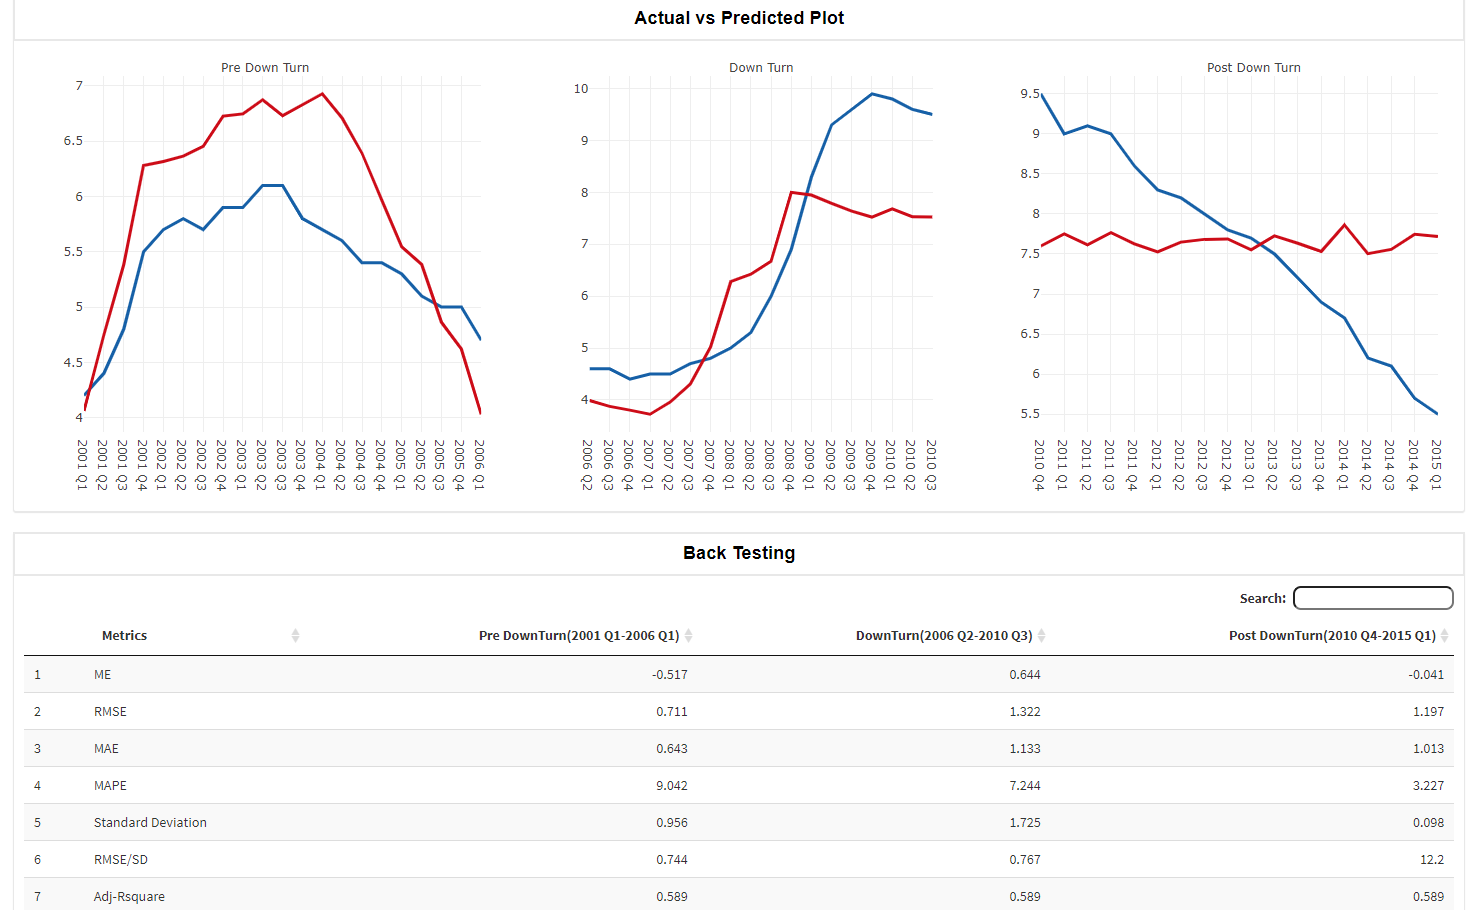 Actual vs Predicted Plot
Pre Down Turn
7
6.5
6
5.5
5
4.5
4
2001 Q1
2001 Q2
2001 Q3
2001 Q4
2002 Q1
2002 Q2
2002 Q3
2002 Q4
2003 Q1
2003 Q2
2003 Q3
2003 Q4
2004 Q1
2004 Q2
2004 Q3
2004 Q4
2005 Q1
2005 Q2
2005 Q3
2005 Q4
2006 Q1
Down Turn
10
9
8
7
6
5
4
2006 Q2
2006 Q3
2006 Q4
2007 Q1
2007 Q2
2007 Q3
2007 Q4
2008 Q1
2008 Q2
2008 Q3
2008 Q4
2009 Q1
2009 Q2
2009 Q3
2009 Q4
2010 Q1
2010 Q2
2010 Q3
Post Down Turn
9.5
9
8.5
8
7.5
7
6.5
6
5.5
2010 Q4
2011 Q1
2011 Q2
2011 Q3
2011 Q4
2012 Q1
2012 Q2
2012 Q3
2012 Q4
2013 Q1
2013 Q2
2013 Q3
2013 Q4
2014 Q1
2014 Q2
2014 Q3
2014 Q4
2015 Q1
Back Testing
Search:
Metrics Pre DownTurn(2001 Q1-2006 Q1) DownTurn(2006 Q2-2010 Q3) Post DownTurn(2010 Q4-2015 Q1)
1 ME -0.517 0.644 -0.041
2 RMSE 0.711 1.322 1.197
3 MAE 0.643 1.133 1.013
4 MAPE 9.042 7.244 3.227
5 Standard Deviation 0.956 1.725 0.098
6 RMSE/SD 0.744 0.767 12.2
7 Adj-Rsquare 0.589 0.589 0.589